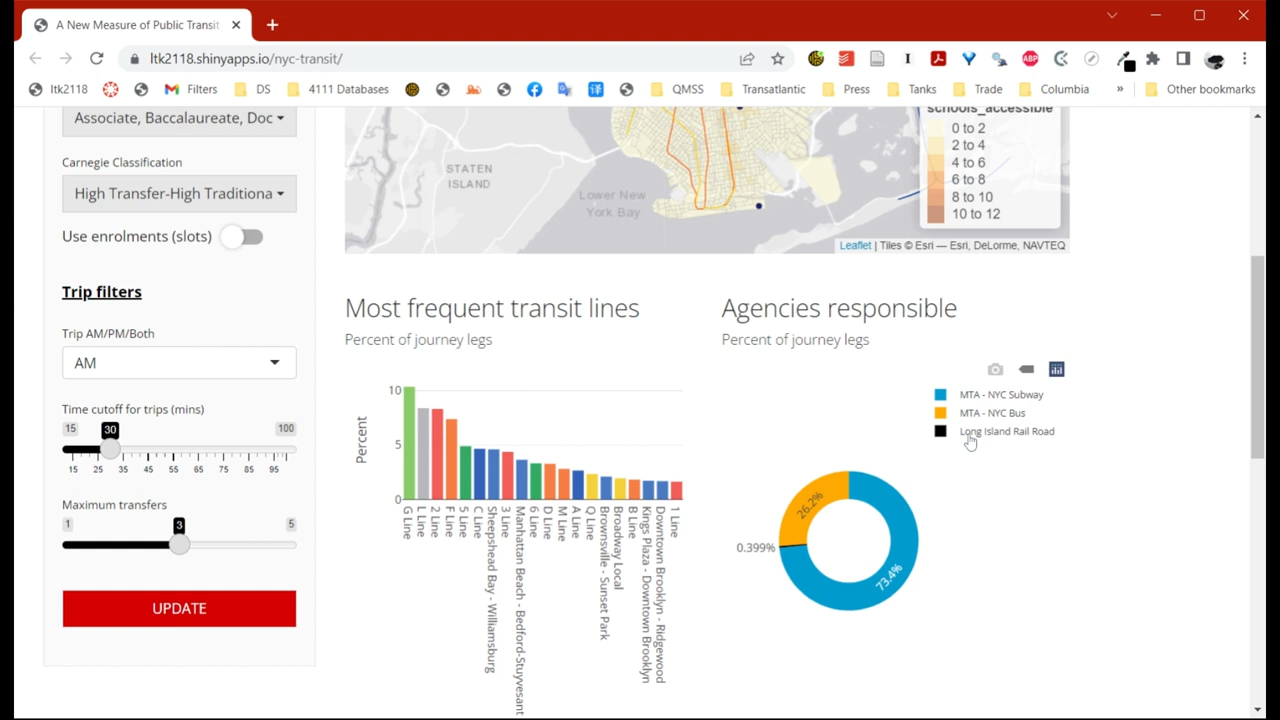 A New Measure of Public Transit
ltk2118.shinyapps.io/nyc-transit/
ltk2118
Filters
DS
4111 Databases
QMSS
Transatlantic
Press
Tanks
Trade
Columbia
»
Other bookmarks
Associate, Baccalaureate, Doc
Carnegie Classification
High Transfer-High Traditiona
Use enrolments (slots)
Trip filters
Trip AM/PM/Both
AM
Time cutoff for trips (mins)
15 30 100
15 25 35 45 55 65 75 85 95
Maximum transfers
1 3 5
UPDATE
STATEN
ISLAND
Lower New
York Bay
schools_accessible
0 to 2
2 to 4
4 to 6
6 to 8
8 to 10
10 to 12
Leaflet | Tiles © Esri — Esri, DeLorme, NAVTEQ
Most frequent transit lines
Percent of journey legs
Percent
10
5
0
G Line
L Line
2 Line
F Line
5 Line
C Line
Sheepshead Bay - Williamsburg
3 Line
Manhattan Beach - Bedford-Stuyvesant
6 Line
D Line
M Line
A Line
Q Line
Brownsville - Sunset Park
Broadway Local
B Line
Kings Plaza - Downtown Brooklyn
Downtown Brooklyn - Ridgewood
1 Line
Agencies responsible
Percent of journey legs
MTA - NYC Subway
MTA - NYC Bus
Long Island Rail Road
26.2%
0.399%
73.4%